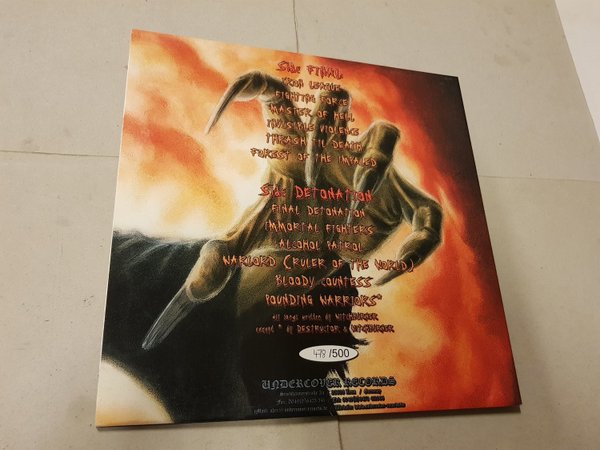 Side Final
Iron League
Fighting Force
Master of Hell
Invisible Violence
Thrash til Death
Forest of the Impaled
Side Detonation
Final Detonation
Immortal Fighters
Alcohol Patrol
Warlord (Ruler of the World)
Bloody Countess
Pounding Warriors*
all songs written by Witchburner
except * by Destructor & Witchburner
478 /500
Undercover Records